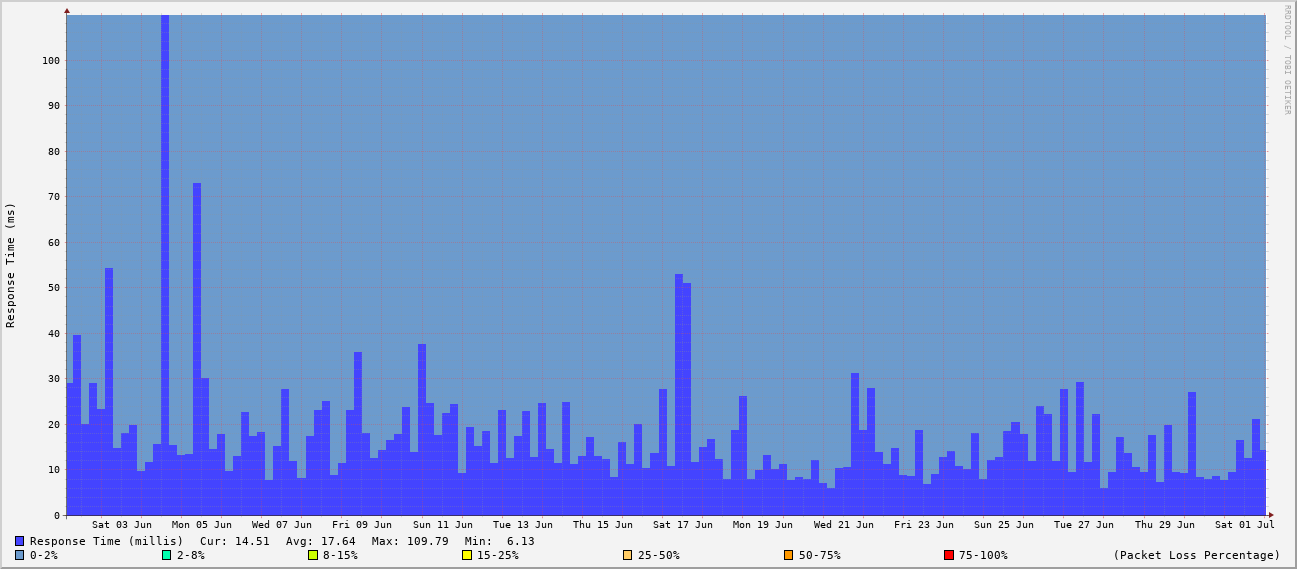 RRDTOOL / TOBI OETIKER
Response Time (ms)
100
90
80
70
60
50
40
30
20
10
0
Sat 03 Jun Mon 05 Jun Wed 07 Jun Fri 09 Jun Sun 11 Jun Tue 13 Jun Thu 15 Jun Sat 17 Jun Mon 19 Jun Wed 21 Jun Fri 23 Jun Sun 25 Jun Tue 27 Jun Thu 29 Jun Sat 01 Jul
Response Time (millis) Cur: 14.51 Avg: 17.64 Max: 109.79 Min: 6.13
0-2% 2-8% 8-15% 15-25% 25-50% 50-75% 75-100% (Packet Loss Percentage)